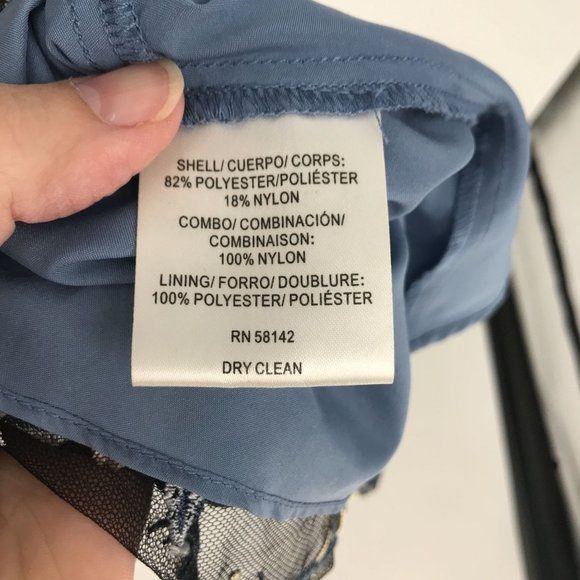 SHELL/ CUERPO/ CORPS:
82% POLYESTER/POLIÉSTER
18% NYLON
COMBO/ COMBINACIÓN/
COMBINAISON:
100% NYLON
LINING/ FORRO/ DOUBLURE:
100% POLYESTER/ POLIÉSTER
RN 58142
DRY CLEAN